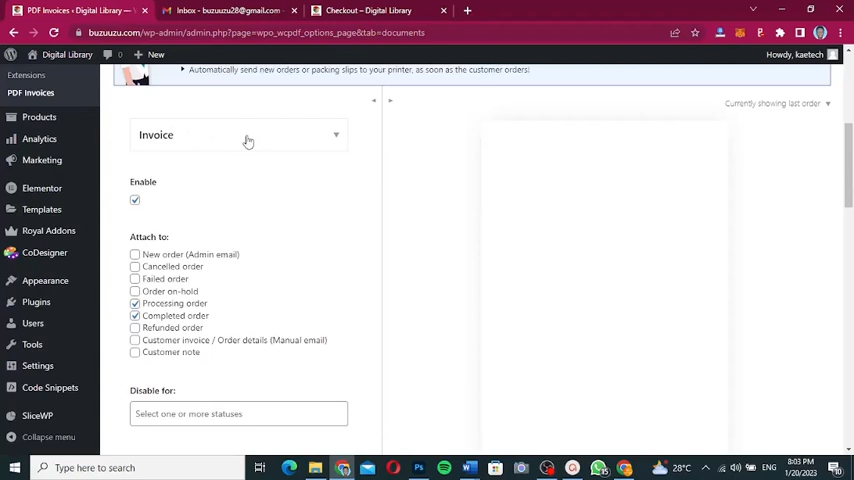 PDF Invoices ‹ Digital Library — V
Inbox - buzuuzu28@gmail.com -
Checkout – Digital Library
buzuuzu.com/wp-admin/admin.php?page=wpo_wcpdf_options_page&tab=documents
Digital Library
0
New
Howdy, kaetech
Extensions
PDF Invoices
Products
Analytics
Marketing
Elementor
Templates
Royal Addons
CoDesigner
Appearance
Plugins
Users
Tools
Settings
Code Snippets
SliceWP
Collapse menu
Automatically send new orders or packing slips to your printer, as soon as the customer orders!
Currently showing last order
Invoice
Enable
Attach to:
New order (Admin email)
Cancelled order
Failed order
Order on-hold
Processing order
Completed order
Refunded order
Customer invoice / Order details (Manual email)
Customer note
Disable for:
Select one or more statuses
Type here to search
28°C
ENG
8:03 PM
1/20/2023